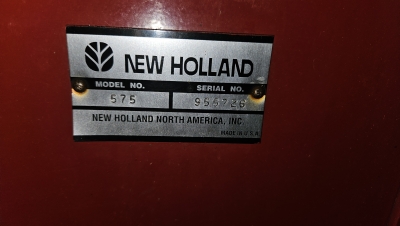 NEW HOLLAND
MODEL NO. SERIAL NO.
575
NEW HOLLAND NORTH AMERICA, INC.
MADE IN U.S.A.